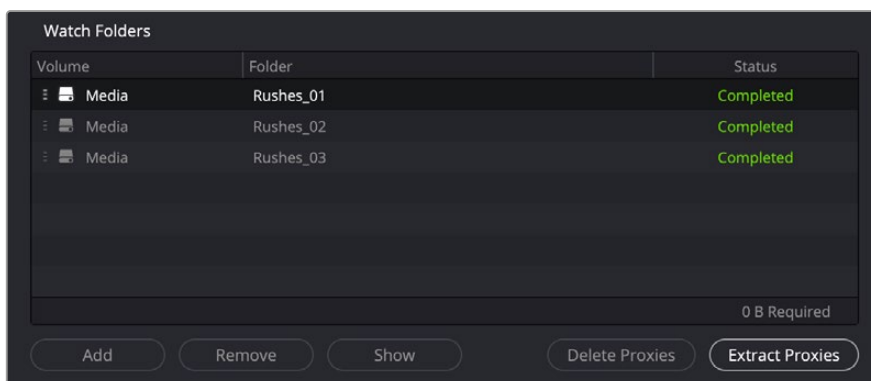 Watch Folders
Volume Folder Status
Media Rushes_01 Completed
Media Rushes_02 Completed
Media Rushes_03 Completed
0 B Required
Add Remove Show Delete Proxies Extract Proxies